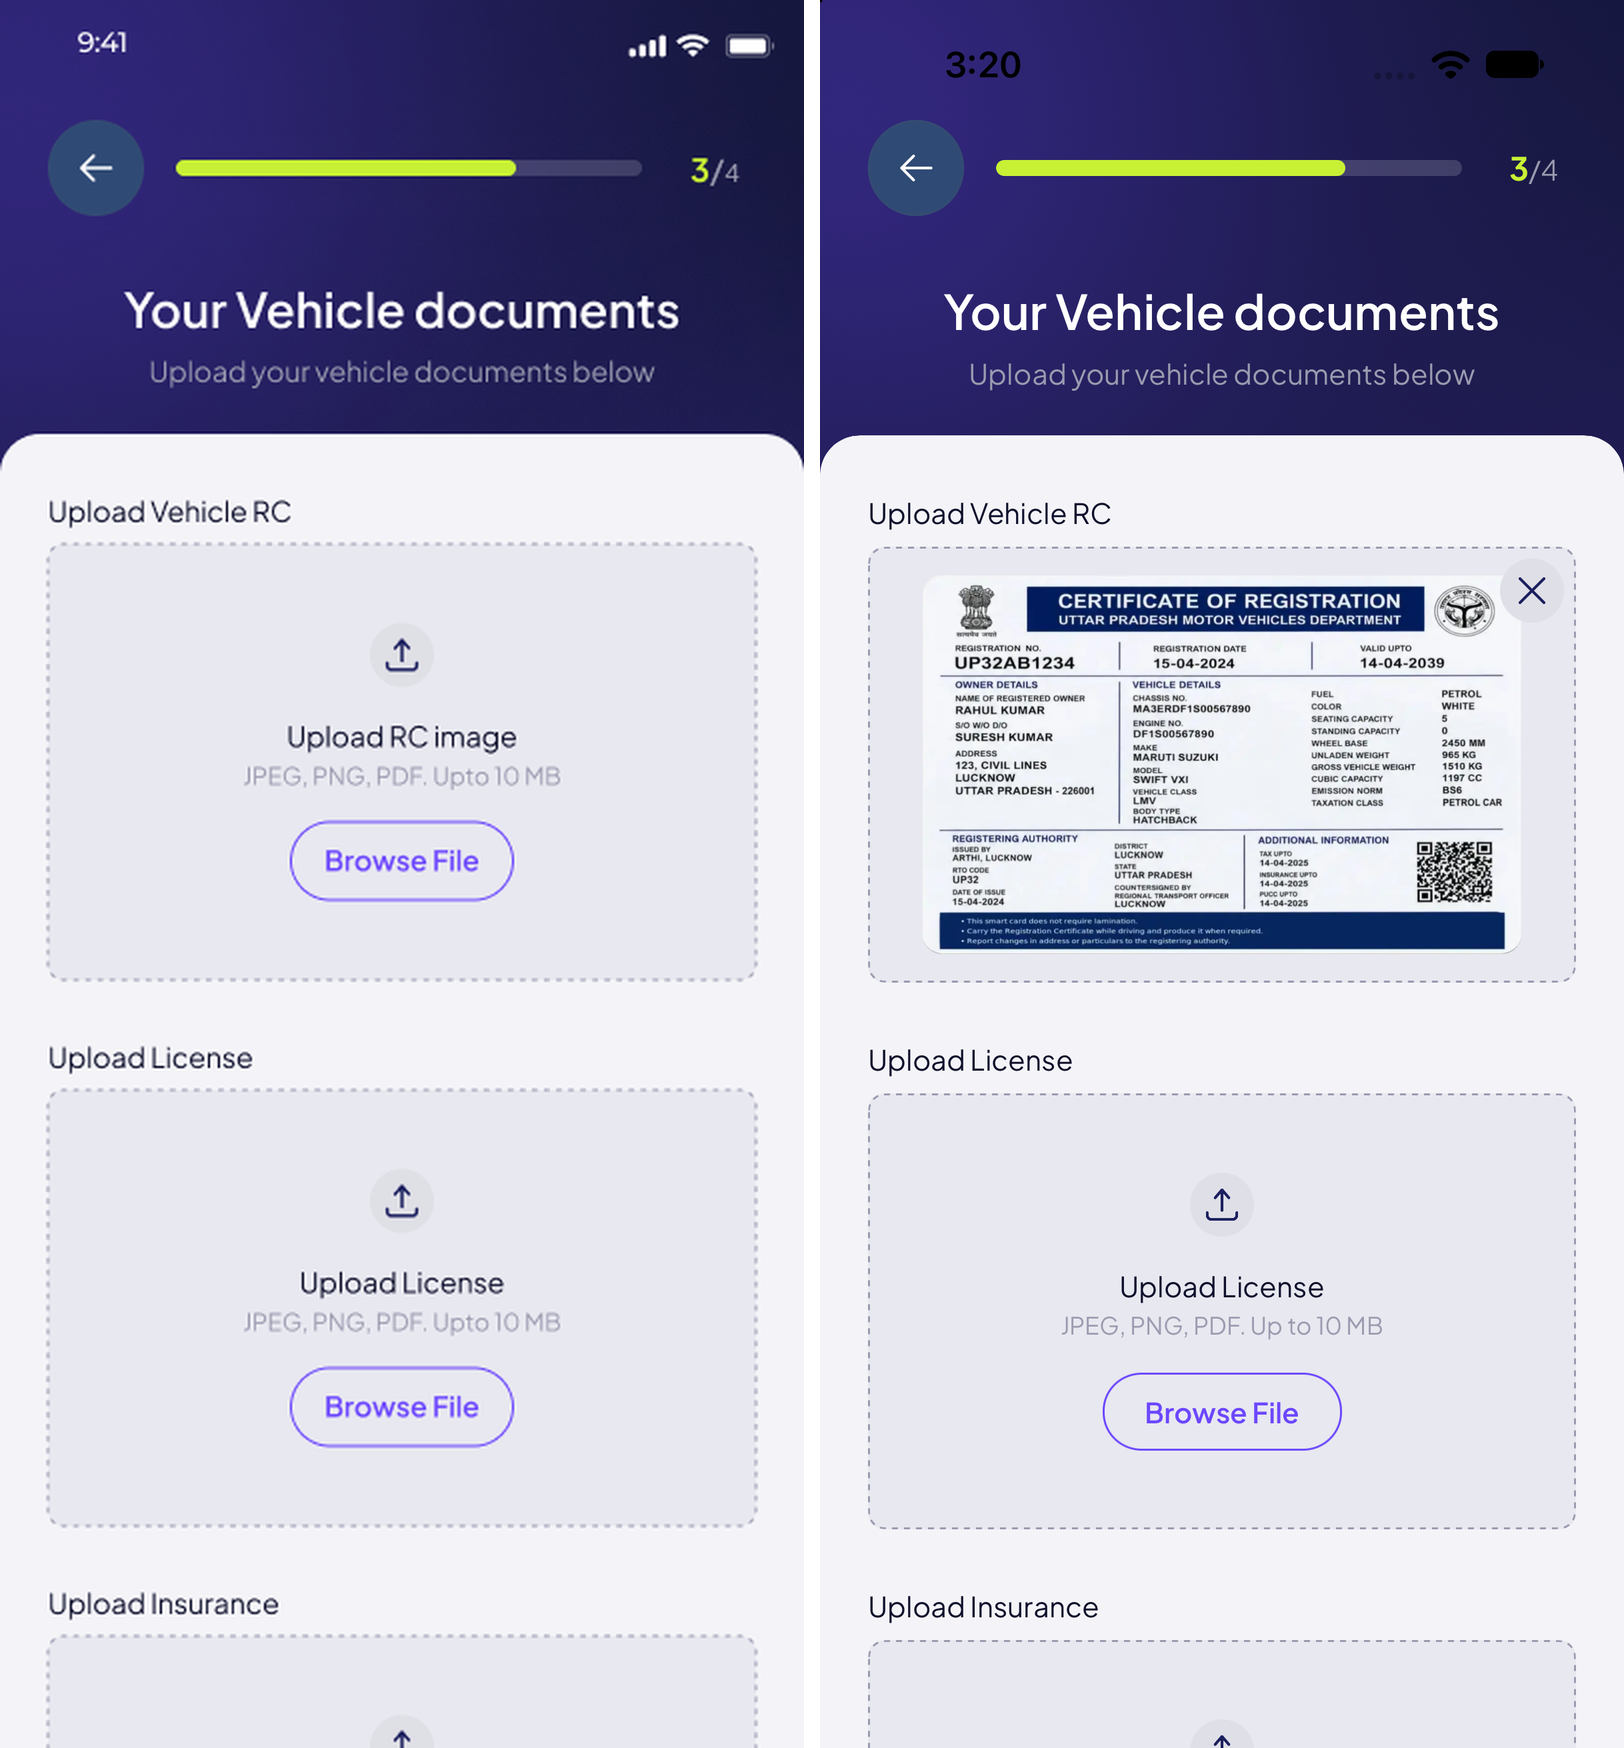 9:41
3/4
Your Vehicle documents
Upload your vehicle documents below
Upload Vehicle RC
Upload RC image
JPEG, PNG, PDF. Upto 10 MB
Browse File
Upload License
Upload License
JPEG, PNG, PDF. Upto 10 MB
Browse File
Upload Insurance
3:20
3/4
Your Vehicle documents
Upload your vehicle documents below
Upload Vehicle RC
सत्यमेव जयते
CERTIFICATE OF REGISTRATION
UTTAR PRADESH MOTOR VEHICLES DEPARTMENT
REGISTRATION NO.
UP32AB1234
REGISTRATION DATE
15-04-2024
VALID UPTO
14-04-2039
OWNER DETAILS
NAME OF REGISTERED OWNER
RAHUL KUMAR
S/O W/O D/O
SURESH KUMAR
ADDRESS
123, CIVIL LINES
LUCKNOW
UTTAR PRADESH - 226001
VEHICLE DETAILS
CHASSIS NO.
MA3ERDF1S00567890
ENGINE NO.
DF1S00567890
MAKE
MARUTI SUZUKI
MODEL
SWIFT VXI
VEHICLE CLASS
LMV
BODY TYPE
HATCHBACK
FUEL PETROL
COLOR WHITE
SEATING CAPACITY 5
STANDING CAPACITY 0
WHEEL BASE 2450 MM
UNLADEN WEIGHT 965 KG
GROSS VEHICLE WEIGHT 1510 KG
CUBIC CAPACITY 1197 CC
EMISSION NORM BS6
TAXATION CLASS PETROL CAR
REGISTERING AUTHORITY
ISSUED BY
ARTHI, LUCKNOW
RTO CODE
UP32
DATE OF ISSUE
15-04-2024
DISTRICT
LUCKNOW
STATE
UTTAR PRADESH
COUNTERSIGNED BY
REGIONAL TRANSPORT OFFICER
LUCKNOW
ADDITIONAL INFORMATION
TAX UPTO
14-04-2025
INSURANCE UPTO
14-04-2025
PUCC UPTO
14-04-2025
• This smart card does not require lamination.
• Carry the Registration Certificate while driving and produce it when required.
• Report changes in address or particulars to the registering authority.
Upload License
Upload License
JPEG, PNG, PDF. Up to 10 MB
Browse File
Upload Insurance